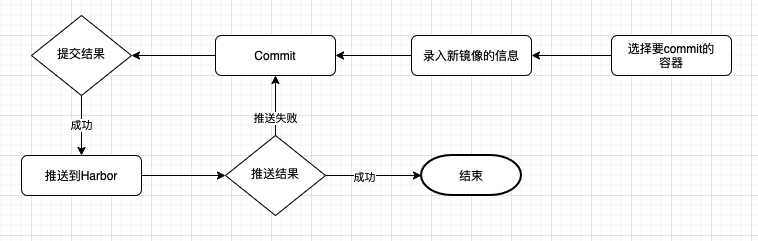 提交结果
Commit
录入新镜像的信息
选择要commit的
容器
成功
推送失败
推送到Harbor
推送结果
成功
结束